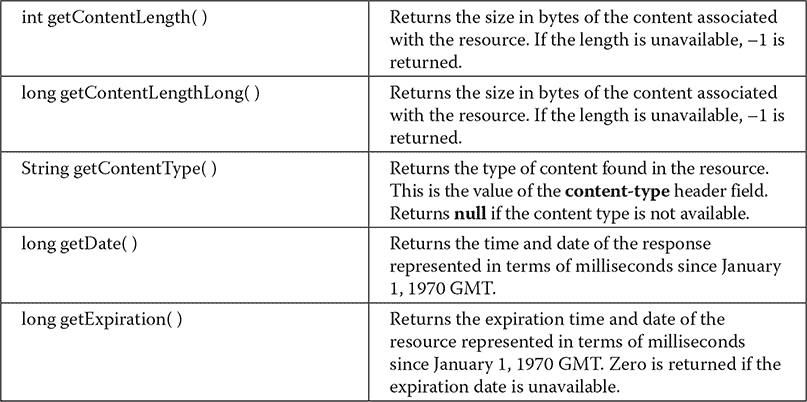 int getContentLength( )
Returns the size in bytes of the content associated
with the resource. If the length is unavailable, −1 is
returned.
long getContentLengthLong( )
Returns the size in bytes of the content associated
with the resource. If the length is unavailable, −1 is
returned.
String getContentType( )
Returns the type of content found in the resource.
This is the value of the content-type header field.
Returns null if the content type is not available.
long getDate( )
Returns the time and date of the response
represented in terms of milliseconds since January
1, 1970 GMT.
long getExpiration( )
Returns the expiration time and date of the
resource represented in terms of milliseconds
since January 1, 1970 GMT. Zero is returned if the
expiration date is unavailable.